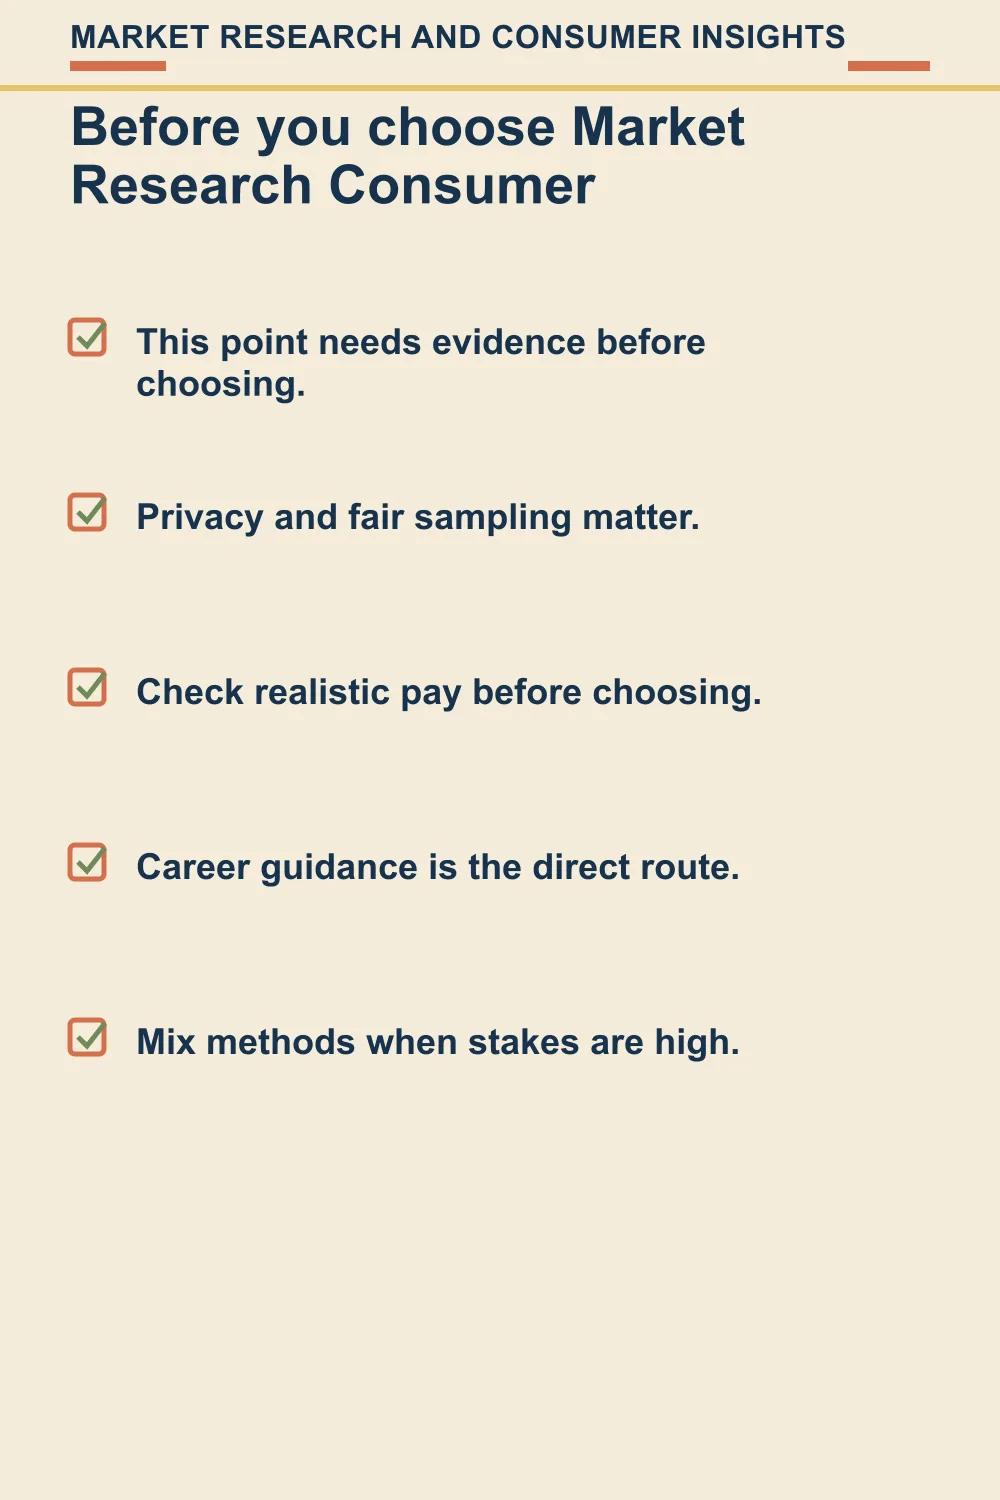 MARKET RESEARCH AND CONSUMER INSIGHTS
Before you choose Market
Research Consumer
This point needs evidence before
choosing.
Privacy and fair sampling matter.
Check realistic pay before choosing.
Career guidance is the direct route.
Mix methods when stakes are high.